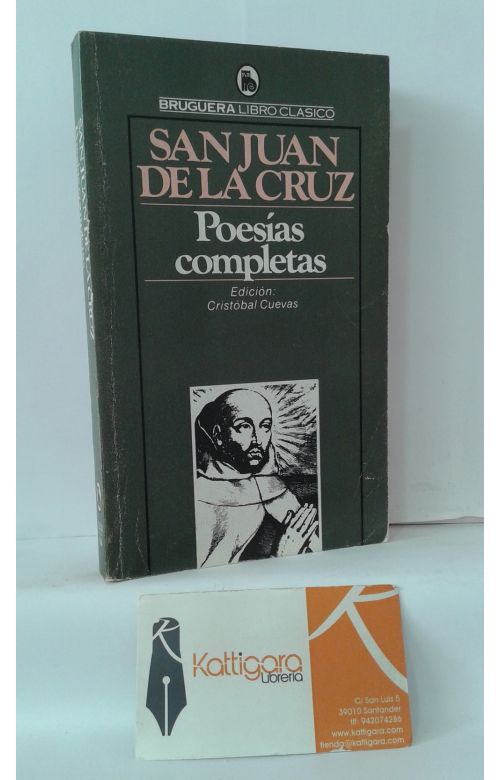 BRUGUERA LIBRO CLASICO
SAN JUAN
DE LA CRUZ
Poesías
completas
Edición:
Cristóbal Cuevas
Kattigara
Librería
C/ San Luis 5
39010 Santander
tlf: 942074286
www.kattigara.com
tienda@kattigara.com